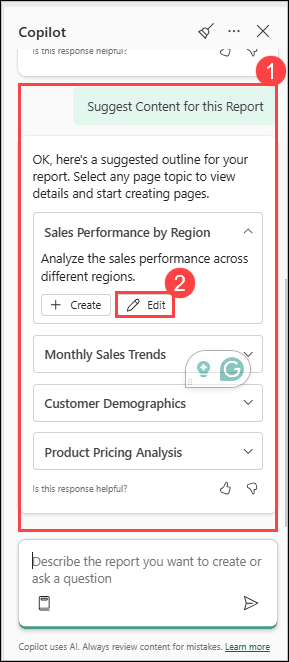 Copilot
Is this response helpful?
1
Suggest Content for this Report
OK, here's a suggested outline for your
report. Select any page topic to view
details and start creating pages.
Sales Performance by Region
Analyze the sales performance across
different regions.
2
Create
Edit
Monthly Sales Trends
Customer Demographics
Product Pricing Analysis
Is this response helpful?
Describe the report you want to create or
ask a question
Copilot uses AI. Always review content for mistakes. Learn more